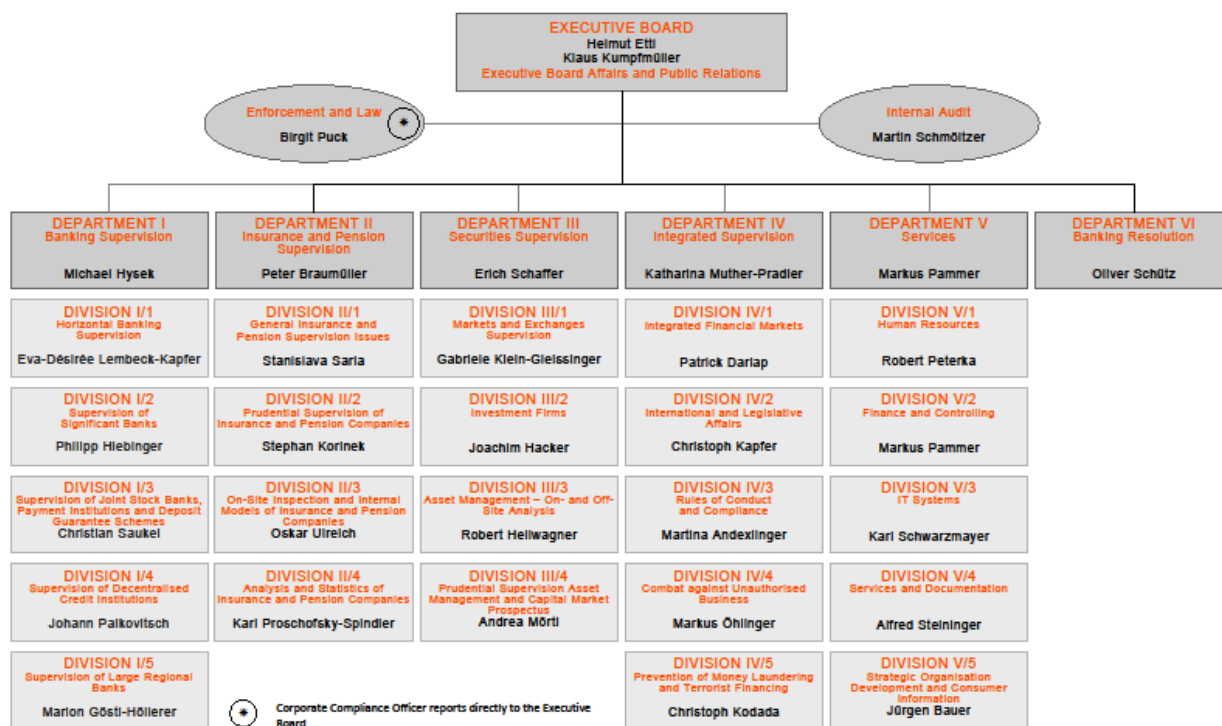 EXECUTIVE BOARD
Helmut Ettl
Klaus Kumpfmüller
Executive Board Affairs and Public Relations
Enforcement and Law
Birgit Puck
Internal Audit
Martin Schmöltzer
DEPARTMENT I
Banking Supervision
Michael Hysek
DEPARTMENT II
Insurance and Pension
Supervision
Peter Braumüller
DEPARTMENT III
Securities Supervision
Erich Schaffer
DEPARTMENT IV
Integrated Supervision
Katharina Muther-Pradler
DEPARTMENT V
Services
Markus Pammer
DEPARTMENT VI
Banking Resolution
Oliver Schütz
DIVISION I/1
Horizontal Banking
Supervision
Eva-Désirée Lembeck-Kapfer
DIVISION II/1
General Insurance and
Pension Supervision Issues
Stanislava Saria
DIVISION III/1
Markets and Exchanges
Supervision
Gabriele Klein-Gleissinger
DIVISION IV/1
Integrated Financial Markets
Patrick Darlap
DIVISION V/1
Human Resources
Robert Peterka
DIVISION I/2
Supervision of
Significant Banks
Philipp Hiebinger
DIVISION II/2
Prudential Supervision of
Insurance and Pension Companies
Stephan Korinek
DIVISION III/2
Investment Firms
Joachim Hacker
DIVISION IV/2
International and Legislative
Affairs
Christoph Kapfer
DIVISION V/2
Finance and Controlling
Markus Pammer
DIVISION I/3
Supervision of Joint Stock Banks,
Payment Institutions and Deposit
Guarantee Schemes
Christian Saukel
DIVISION II/3
On-Site Inspection and Internal
Models of Insurance and Pension
Companies
Oskar Ulreich
DIVISION III/3
Asset Management – On- and Off-
Site Analysis
Robert Hellwagner
DIVISION IV/3
Rules of Conduct
and Compliance
Martina Andexlinger
DIVISION V/3
IT Systems
Karl Schwarzmayer
DIVISION I/4
Supervision of Decentralised
Credit Institutions
Johann Palkovitsch
DIVISION II/4
Analysis and Statistics of
Insurance and Pension Companies
Karl Proschofsky-Spindler
DIVISION III/4
Prudential Supervision Asset
Management and Capital Market
Prospectus
Andrea Mörtl
DIVISION IV/4
Combat against Unauthorised
Business
Markus Öhlinger
DIVISION V/4
Services and Documentation
Alfred Steininger
DIVISION I/5
Supervision of Large Regional
Banks
Marion Göstl-Höllerer
DIVISION IV/5
Prevention of Money Laundering
and Terrorist Financing
Christoph Kodada
DIVISION V/5
Strategic Organisation
Development and Consumer
Information
Jürgen Bauer
Corporate Compliance Officer reports directly to the Executive
Board